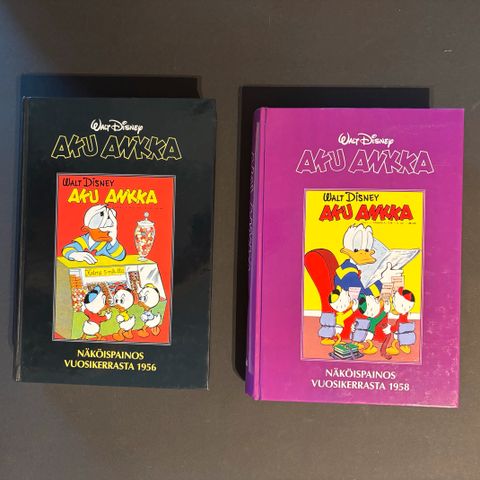 Walt Disney
AKU ANKKA
Walt Disney
AKU ANKKA
NÄKÖISPAINOS
VUOSIKERRASTA 1956
Walt Disney
AKU ANKKA
Walt Disney
AKU ANKKA
NÄKÖISPAINOS
VUOSIKERRASTA 1958